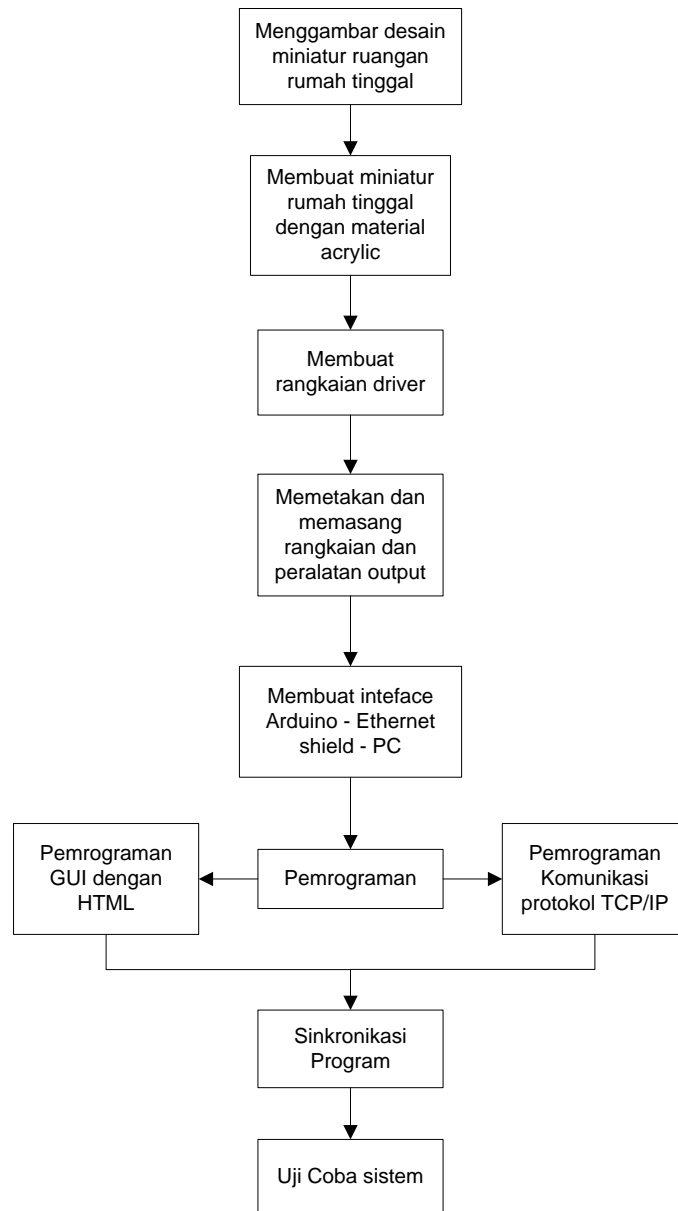 Menggambar desain
miniatur ruangan
rumah tinggal
Membuat miniatur
rumah tinggal
dengan material
acrylic
Membuat
rangkaian driver
Memetakan dan
memasang
rangkaian dan
peralatan output
Membuat inteface
Arduino - Ethernet
shield - PC
Pemrograman
GUI dengan
HTML
Pemrograman
Pemrograman
Komunikasi
protokol TCP/IP
Sinkronikasi
Program
Uji Coba sistem